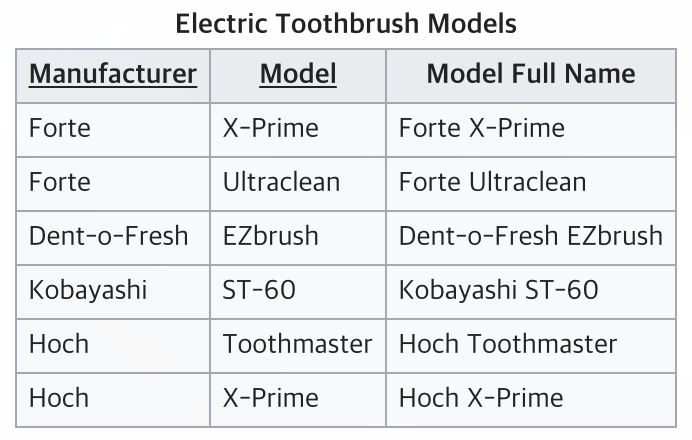 Electric Toothbrush Models
Manufacturer Model Model Full Name
Forte X-Prime Forte X-Prime
Forte Ultraclean Forte Ultraclean
Dent-o-Fresh EZbrush Dent-o-Fresh EZbrush
Kobayashi ST-60 Kobayashi ST-60
Hoch Toothmaster Hoch Toothmaster
Hoch X-Prime Hoch X-Prime